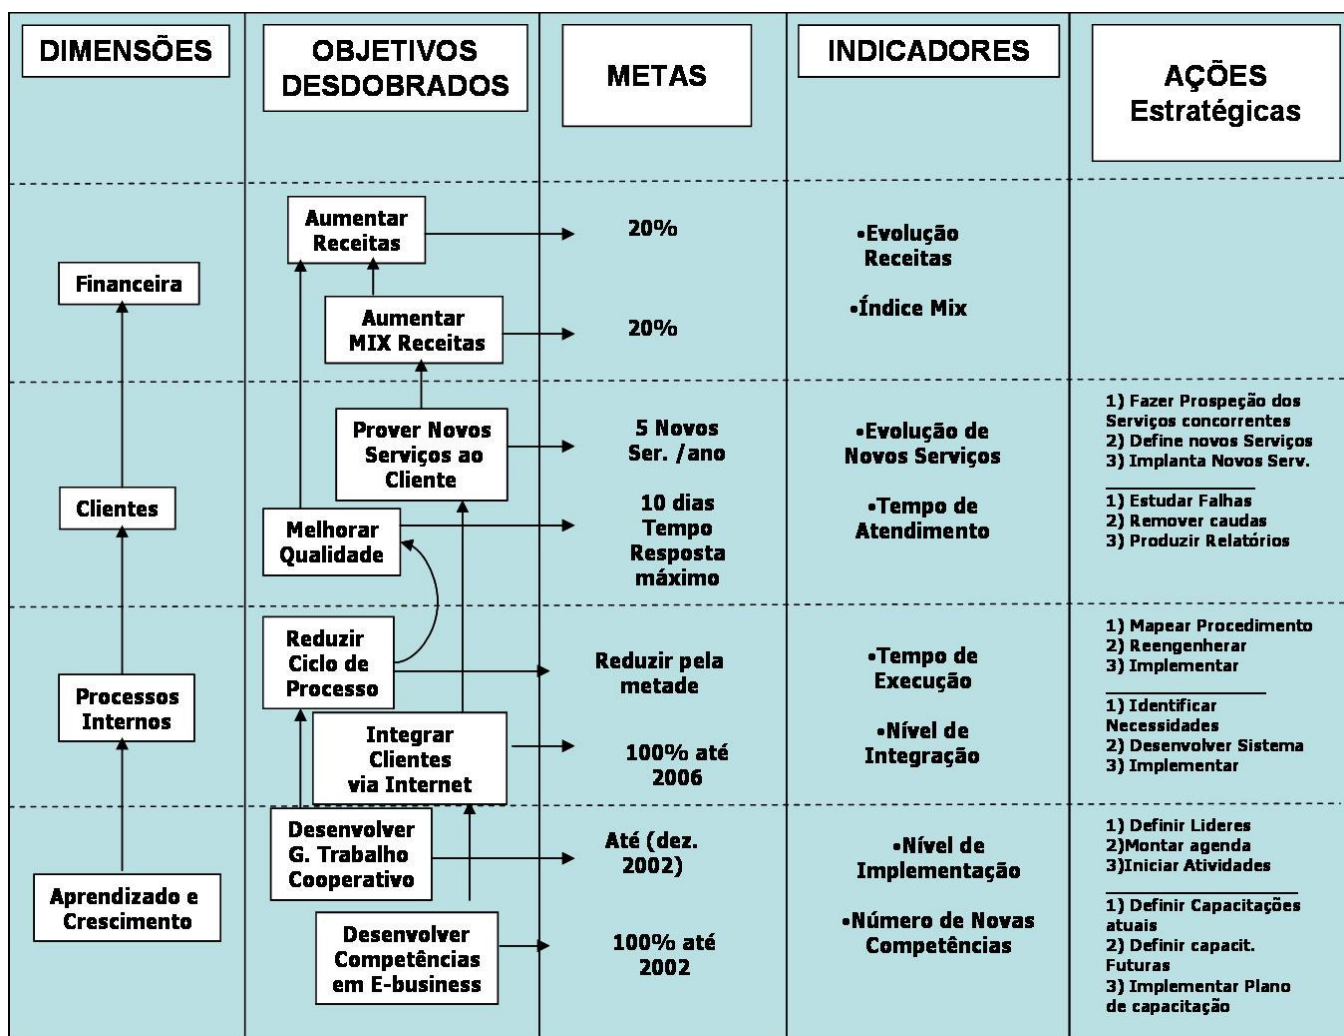 DIMENSÕES
OBJETIVOS
DESDOBRADOS
METAS
INDICADORES
AÇÕES
Estratégicas
Financeira
Aumentar
Receitas
20%
•Evolução
Receitas
Aumentar
MIX Receitas
20%
•Índice Mix
Clientes
Prover Novos
Serviços ao
Cliente
5 Novos
Ser. /ano
•Evolução de
Novos Serviços
1) Fazer Prospeção dos
Serviços concorrentes
2) Define novos Serviços
3) Implanta Novos Serv.
Melhorar
Qualidade
10 dias
Tempo
Resposta
máximo
•Tempo de
Atendimento
1) Estudar Falhas
2) Remover caudas
3) Produzir Relatórios
Processos
Internos
Reduzir
Ciclo de
Processo
Reduzir pela
metade
•Tempo de
Execução
1) Mapear Procedimento
2) Reengenherar
3) Implementar
Integrar
Clientes
via Internet
100% até
2006
•Nível de
Integração
1) Identificar
Necessidades
2) Desenvolver Sistema
3) Implementar
Aprendizado e
Crescimento
Desenvolver
G. Trabalho
Cooperativo
Até (dez.
2002)
•Nível de
Implementação
1) Definir Lideres
2)Montar agenda
3)Iniciar Atividades
Desenvolver
Competências
em E-business
100% até
2002
•Número de Novas
Competências
1) Definir Capacitações
atuais
2) Definir capacit.
Futuras
3) Implementar Plano
de capacitação